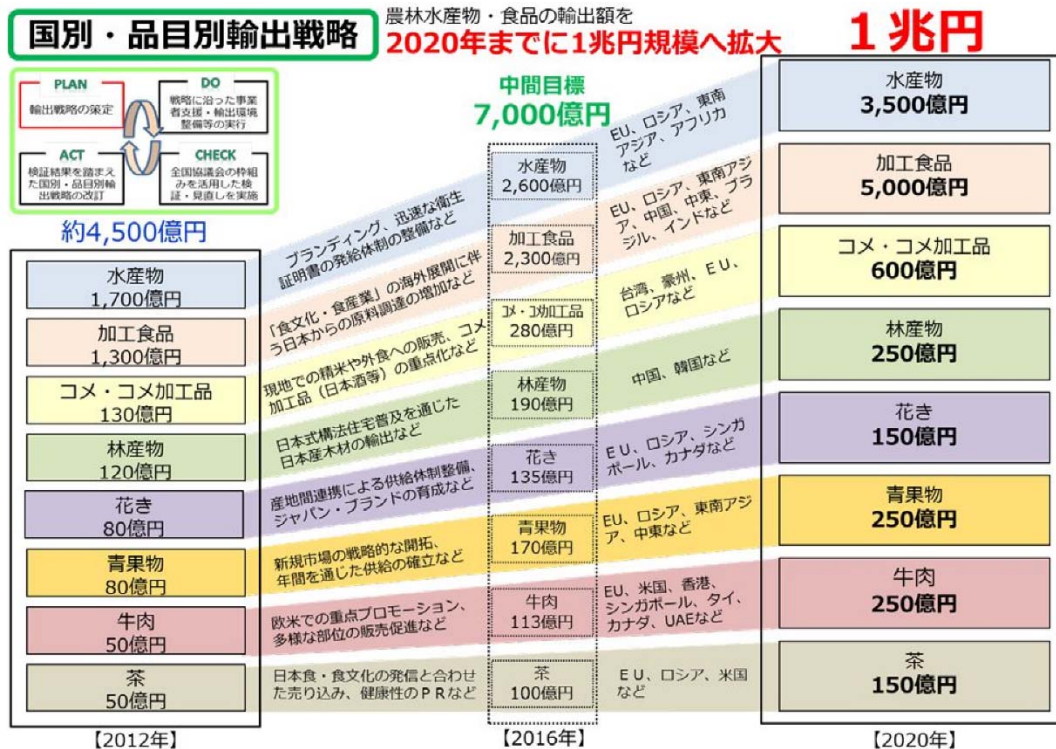 国別・品目別輸出戦略
農林水産物・食品の輸出額を
2020年までに1兆円規模へ拡大
1兆円
PLAN
輸出戦略の策定
DO
戦略に沿った事業
者支援・輸出環境
整備等の実行
ACT
検証結果を踏まえ
た国別・品目別輸
出戦略の改訂
CHECK
全国協議会の枠組
みを活用した検
証・見直しを実施
約4,500億円
水産物
1,700億円
加工食品
1,300億円
コメ・コメ加工品
130億円
林産物
120億円
花き
80億円
青果物
80億円
牛肉
50億円
茶
50億円
【2012年】
ブランディング、迅速な衛生
証明書の発給体制の整備など
「食文化・食産業」の海外展開に伴
う日本からの原料調達の増加など
現地での精米や外食への販売、コメ
加工品（日本酒等）の重点化など
日本式構法住宅普及を通じた
日本産木材の輸出など
産地間連携による供給体制整備、
ジャパン・ブランドの育成など
新規市場の戦略的な開拓、
年間を通じた供給の確立など
欧米での重点プロモーション、
多様な部位の販売促進など
日本食・食文化の発信と合わせ
た売り込み、健康性のＰＲなど
中間目標
7,000億円
水産物
2,600億円
加工食品
2,300億円
コメ・コメ加工品
280億円
林産物
190億円
花き
135億円
青果物
170億円
牛肉
113億円
茶
100億円
【2016年】
EU、ロシア、東南
アジア、アフリカ
など
EU、ロシア、東南アジ
ア、中国、中東、ブラ
ジル、インドなど
台湾、豪州、ＥＵ、
ロシアなど
中国、韓国など
ＥＵ、ロシア、シンガ
ポール、カナダなど
EU、ロシア、東南アジ
ア、中東など
EU、米国、香港、
シンガポール、タイ、
カナダ、UAEなど
ＥＵ、ロシア、米国
など
水産物
3,500億円
加工食品
5,000億円
コメ・コメ加工品
600億円
林産物
250億円
花き
150億円
青果物
250億円
牛肉
250億円
茶
150億円
【2020年】